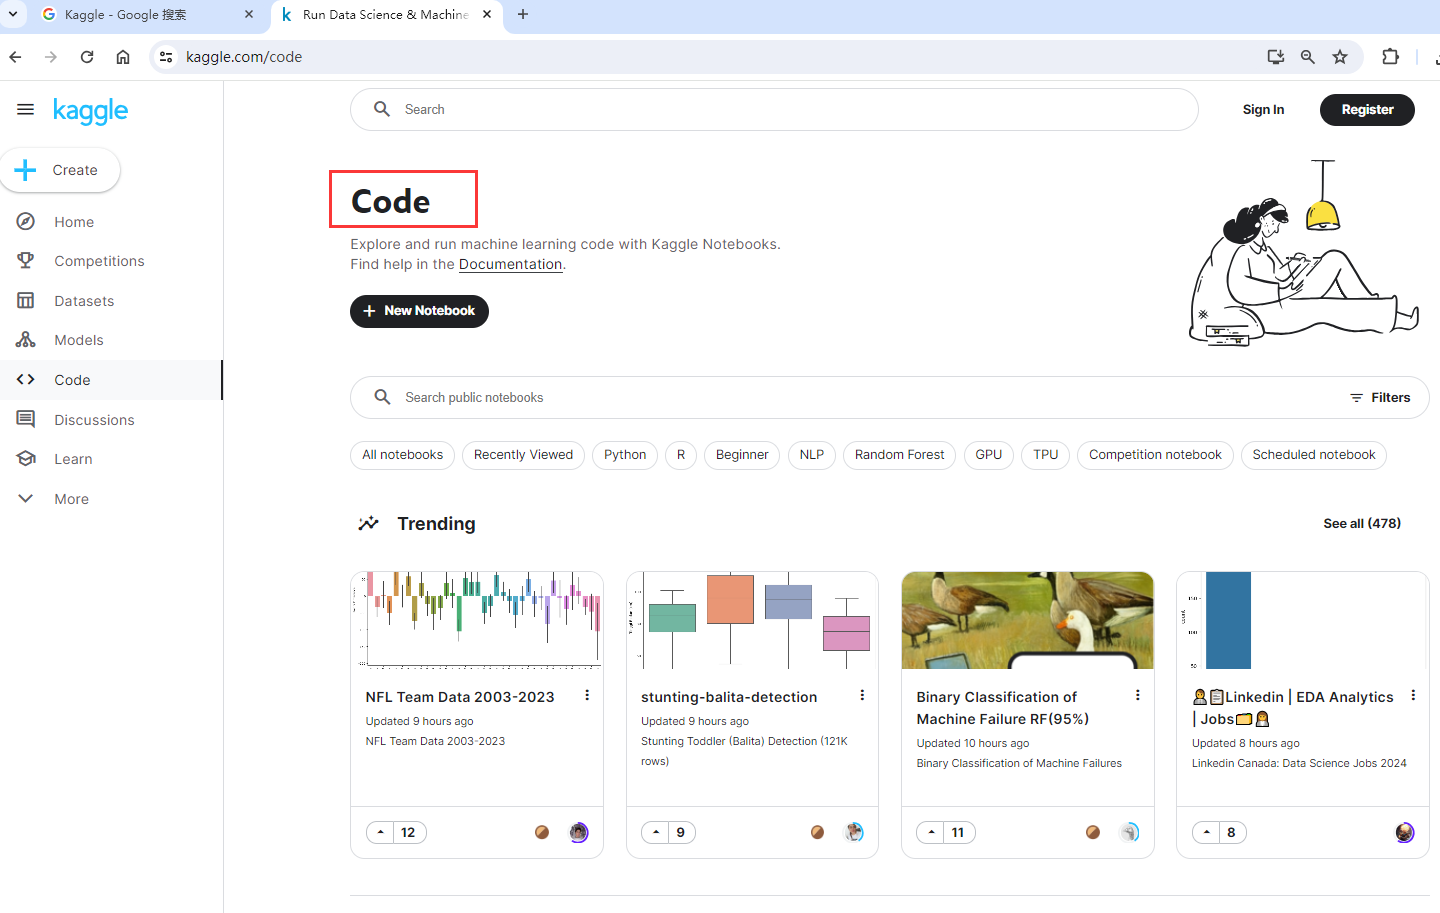 Kaggle - Google 搜索
Run Data Science & Machine
kaggle.com/code
kaggle
Search
Sign In
Register
Create
Home
Competitions
Datasets
Models
Code
Discussions
Learn
More
Code
Explore and run machine learning code with Kaggle Notebooks.
Find help in the Documentation.
New Notebook
Search public notebooks
Filters
All notebooks
Recently Viewed
Python
R
Beginner
NLP
Random Forest
GPU
TPU
Competition notebook
Scheduled notebook
Trending
See all (478)
NFL Team Data 2003-2023
Updated 9 hours ago
NFL Team Data 2003-2023
12
stunting-balita-detection
Updated 9 hours ago
Stunting Toddler (Balita) Detection (121K
rows)
9
Binary Classification of
Machine Failure RF(95%)
Updated 10 hours ago
Binary Classification of Machine Failures
11
150
100
50
count
Linkedin | EDA Analytics
| Jobs
Updated 8 hours ago
Linkedin Canada: Data Science Jobs 2024
8